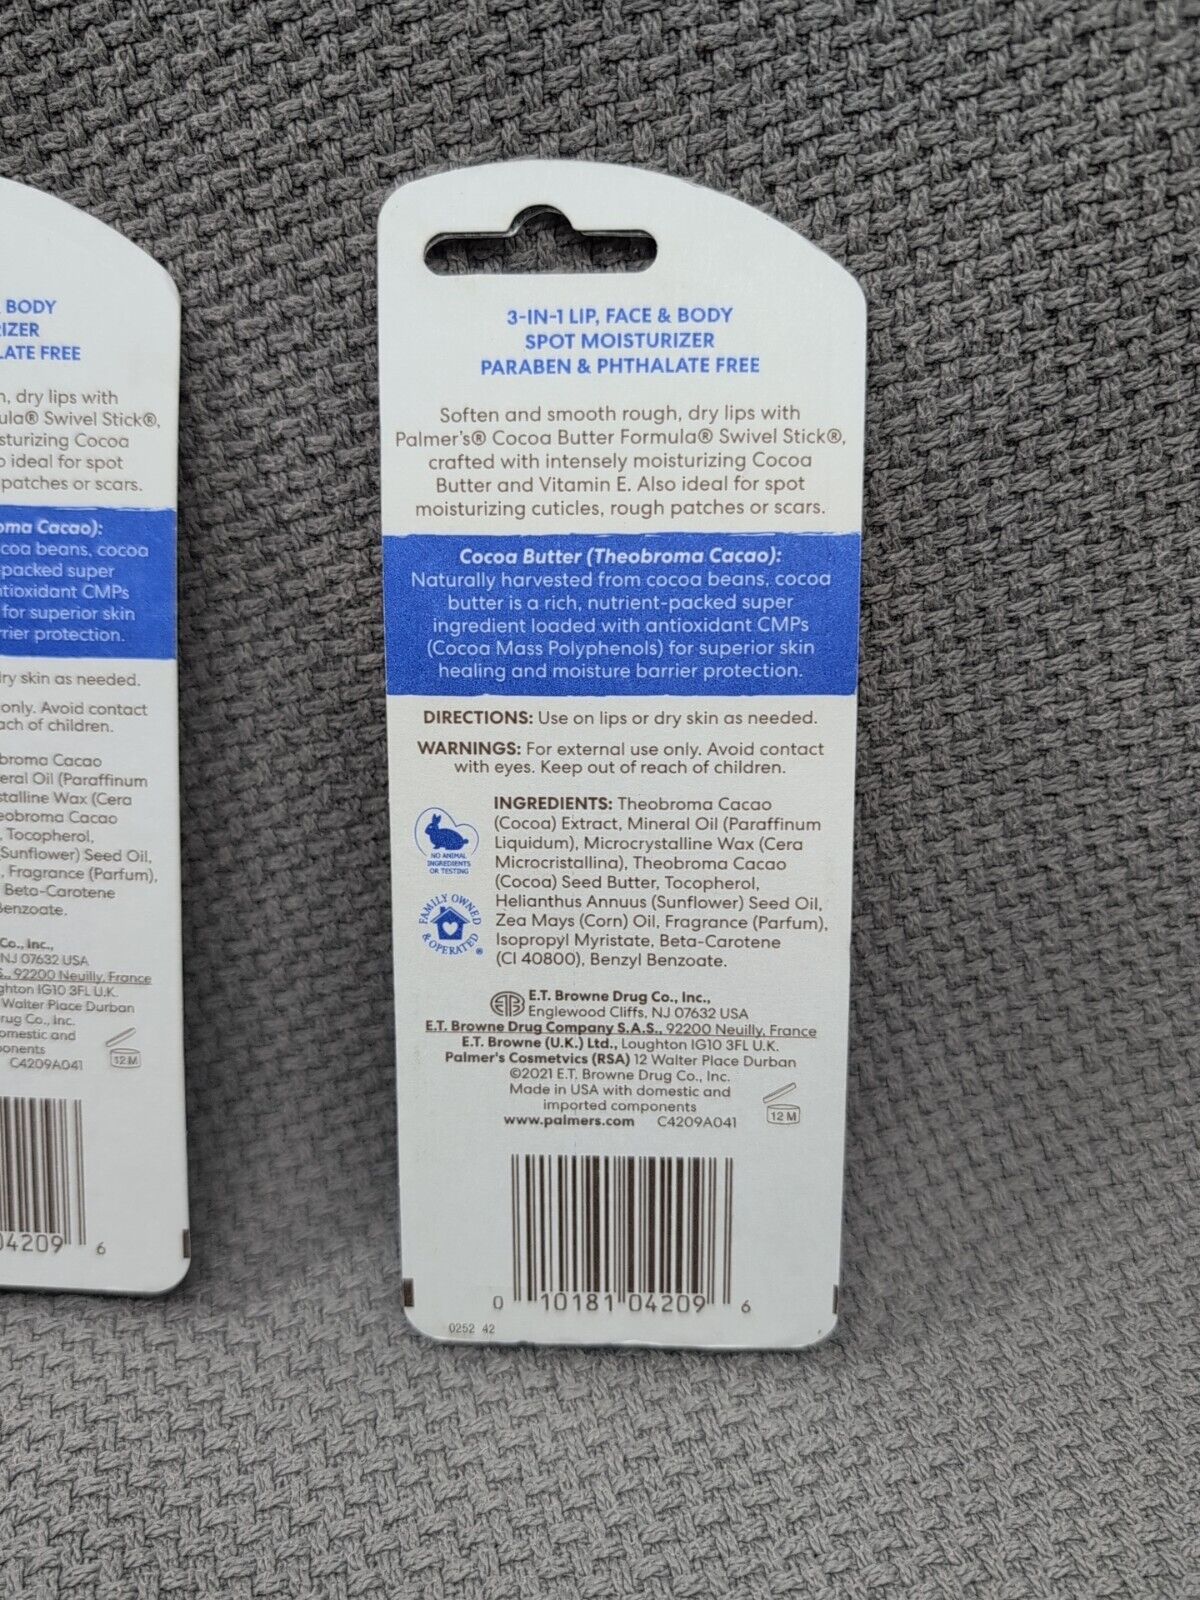 BODY
RIZER
LATE FREE
, dry lips with
ula® Swivel Stick®,
sturizing Cocoa
o ideal for spot
patches or scars.
oma Cacao):
coa beans, cocoa
-packed super
ntioxidant CMPs
for superior skin
rrier protection.
ry skin as needed.
only. Avoid contact
ach of children.
broma Cacao
eral Oil (Paraffinum
stalline Wax (Cera
eobroma Cacao
, Tocopherol,
(Sunflower) Seed Oil,
, Fragrance (Parfum),
Beta-Carotene
Benzoate.
Co., Inc.,
NJ 07632 USA
S., 92200 Neuilly, France
ghton IG10 3FL U.K.
Walter Place Durban
rug Co., Inc.
omestic and
ponents
C4209A041
12 M
04209 6
3-IN-1 LIP, FACE & BODY
SPOT MOISTURIZER
PARABEN & PHTHALATE FREE
Soften and smooth rough, dry lips with
Palmer's® Cocoa Butter Formula® Swivel Stick®,
crafted with intensely moisturizing Cocoa
Butter and Vitamin E. Also ideal for spot
moisturizing cuticles, rough patches or scars.
Cocoa Butter (Theobroma Cacao):
Naturally harvested from cocoa beans, cocoa
butter is a rich, nutrient-packed super
ingredient loaded with antioxidant CMPs
(Cocoa Mass Polyphenols) for superior skin
healing and moisture barrier protection.
DIRECTIONS: Use on lips or dry skin as needed.
WARNINGS: For external use only. Avoid contact
with eyes. Keep out of reach of children.
NO ANIMAL
INGREDIENTS
OR TESTING
FAMILY OWNED
& OPERATED ®
INGREDIENTS: Theobroma Cacao
(Cocoa) Extract, Mineral Oil (Paraffinum
Liquidum), Microcrystalline Wax (Cera
Microcristallina), Theobroma Cacao
(Cocoa) Seed Butter, Tocopherol,
Helianthus Annuus (Sunflower) Seed Oil,
Zea Mays (Corn) Oil, Fragrance (Parfum),
Isopropyl Myristate, Beta-Carotene
(CI 40800), Benzyl Benzoate.
ETB E.T. Browne Drug Co., Inc.,
Englewood Cliffs, NJ 07632 USA
E.T. Browne Drug Company S.A.S., 92200 Neuilly, France
E.T. Browne (U.K.) Ltd., Loughton IG10 3FL U.K.
Palmer's Cosmetvics (RSA) 12 Walter Place Durban
©2021 E.T. Browne Drug Co., Inc.
Made in USA with domestic and
imported components
www.palmers.com C4209A041
12 M
0 10181 04209 6
0252 42